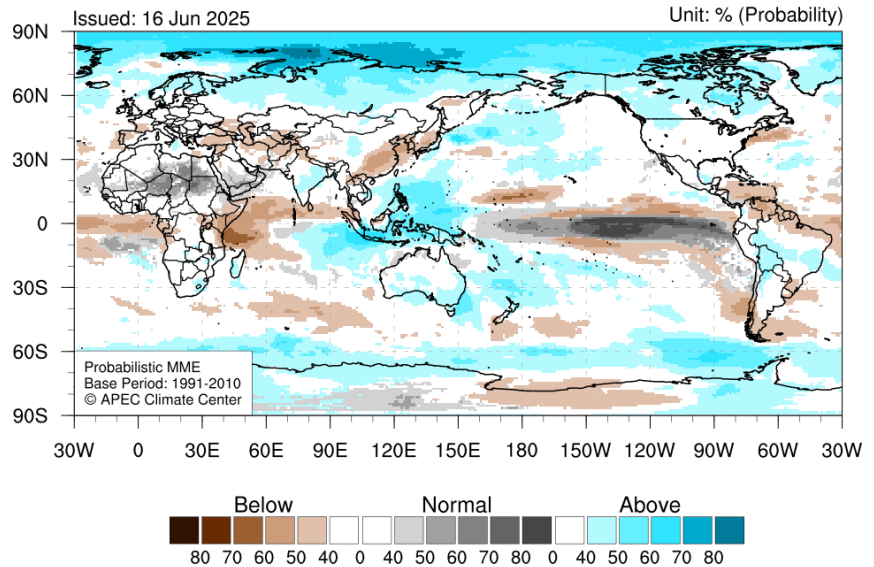 Issued: 16 Jun 2025
Unit: % (Probability)
90N
60N
30N
0
30S
60S
90S
Probabilistic MME
Base Period: 1991-2010
© APEC Climate Center
30W 0 30E 60E 90E 120E 150E 180 150W 120W 90W 60W 30W
Below Normal Above
80 70 60 50 40 0 40 50 60 70 80 0 40 50 60 70 80